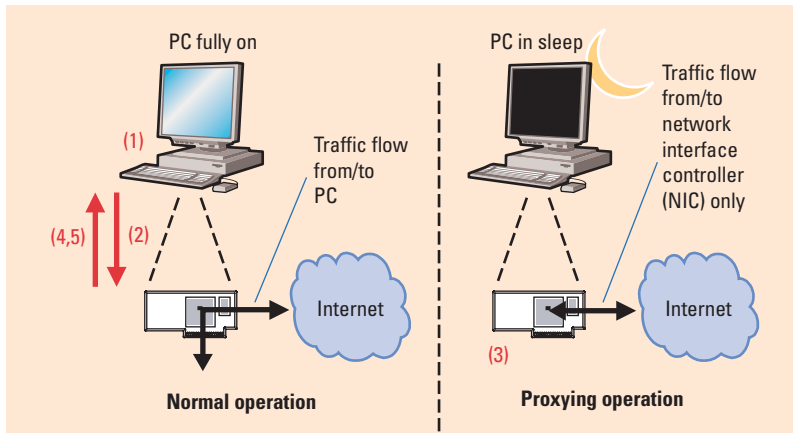 PC fully on
(1)
Traffic flow
from/to
PC
(4,5)
(2)
Internet
Normal operation
PC in sleep
Traffic flow
from/to
network
interface
controller
(NIC) only
Internet
(3)
Proxying operation